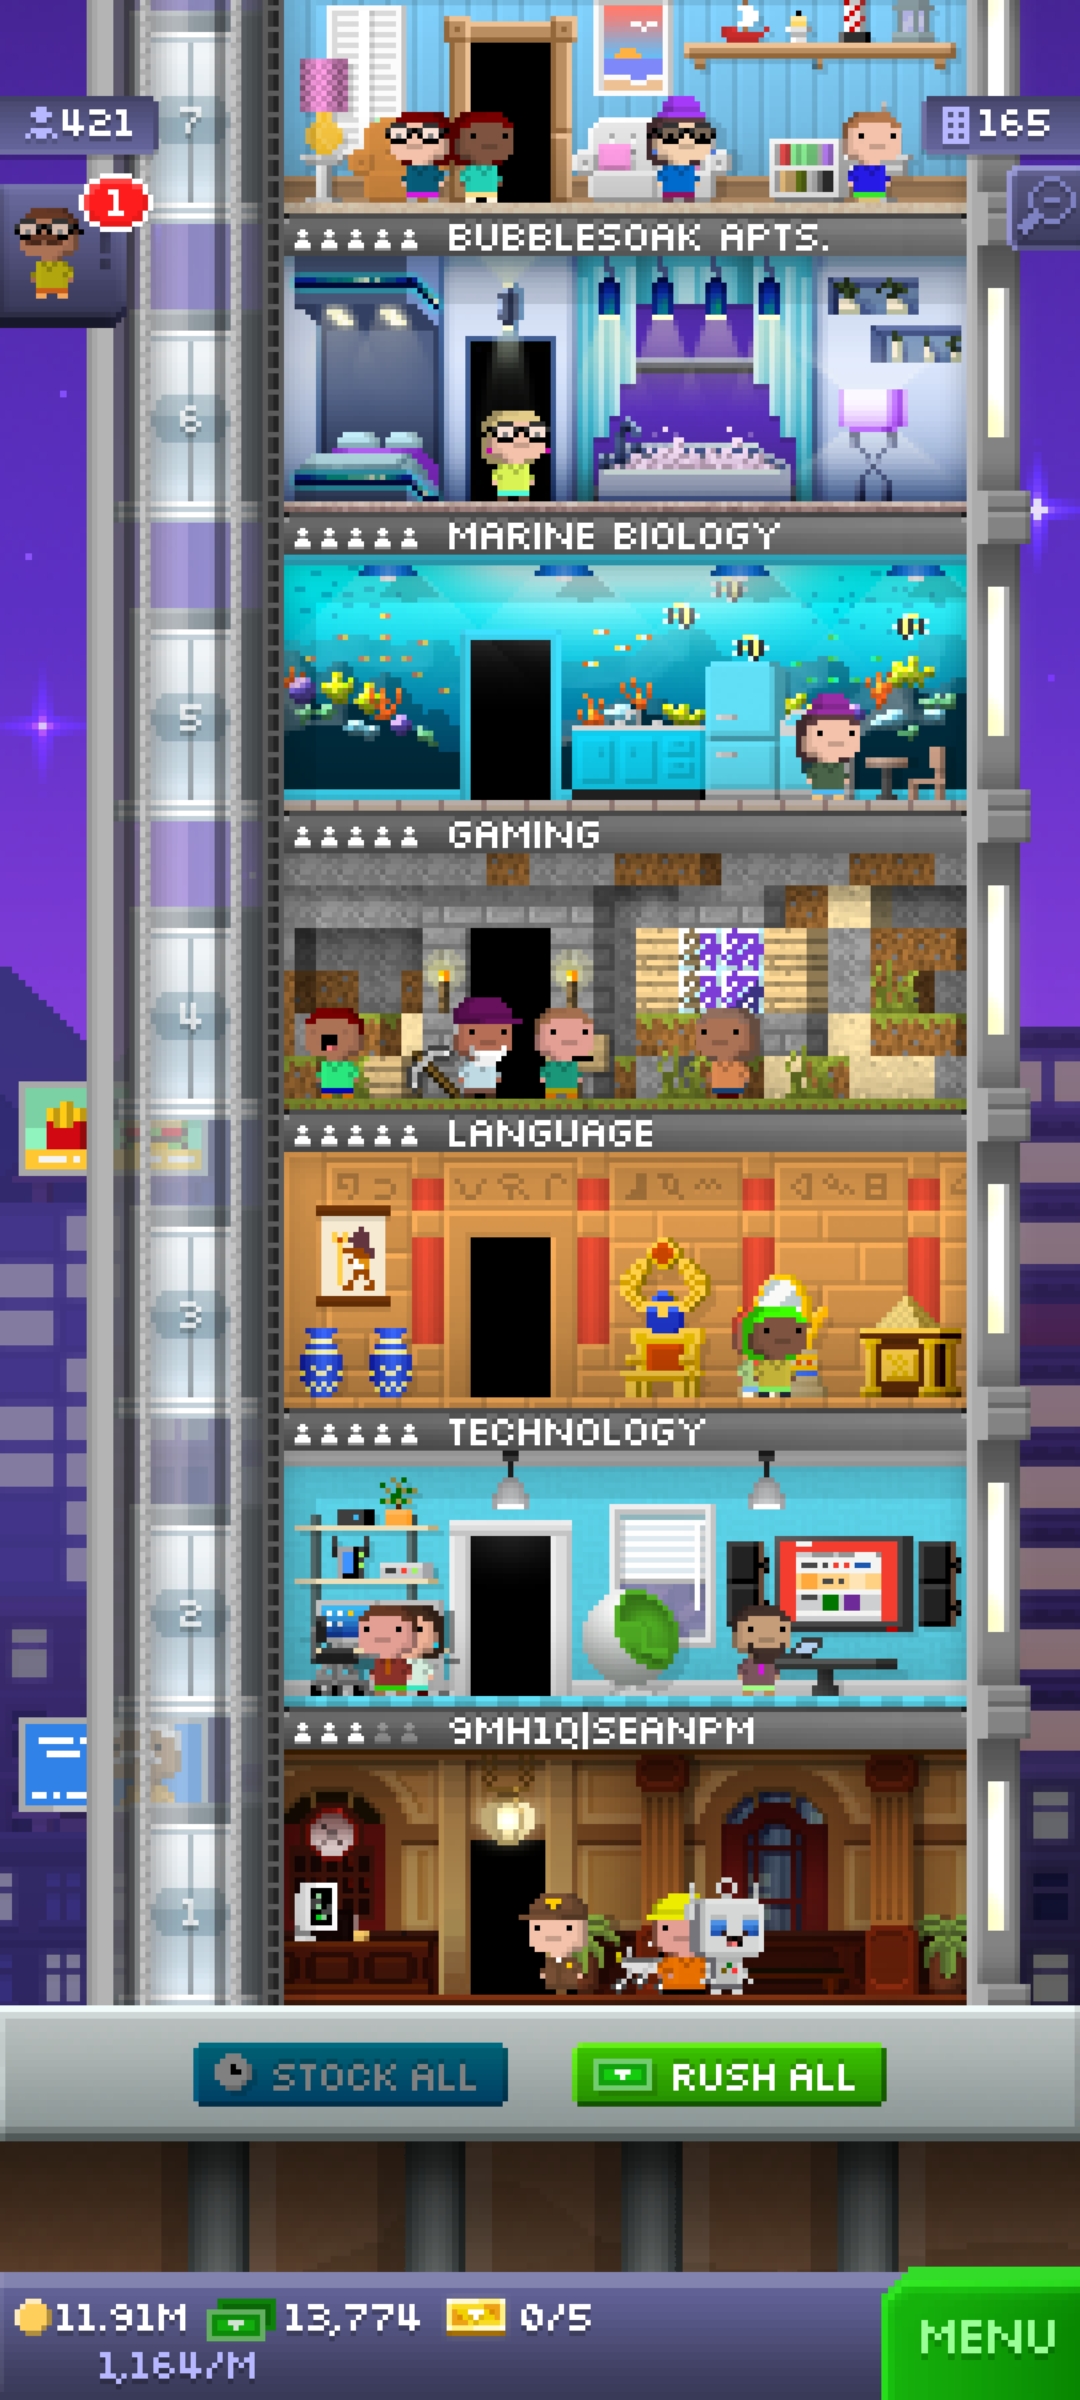 7
421
165
1
BUBBLESOAK APTS.
6
MARINE BIOLOGY
5
GAMING
4
LANGUAGE
3
TECHNOLOGY
2
9MH1Q|SEANPM
1
STOCK ALL
RUSH ALL
11.91M
13,774
0/5
MENU
1,164/M